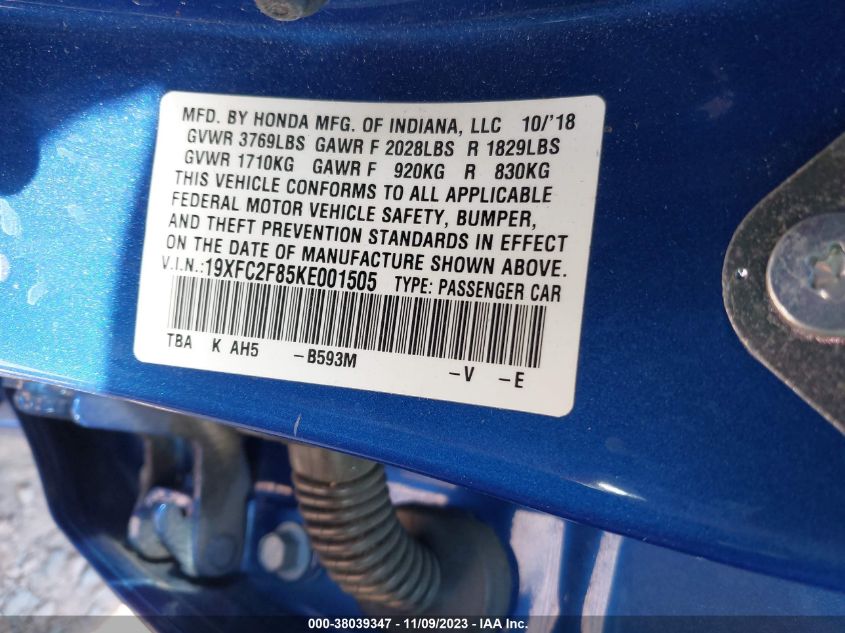 MFD. BY HONDA MFG. OF INDIANA, LLC 10/'18
GVWR 3769LBS GAWR F 2028LBS R 1829LBS
GVWR 1710KG GAWR F 920KG R 830KG
THIS VEHICLE CONFORMS TO ALL APPLICABLE
FEDERAL MOTOR VEHICLE SAFETY, BUMPER,
AND THEFT PREVENTION STANDARDS IN EFFECT
ON THE DATE OF MANUFACTURE SHOWN ABOVE.
V.I.N.:19XFC2F85KE001505 TYPE: PASSENGER CAR
TBA K AH5 -B593M -V -E
000-38039347 - 11/09/2023 - IAA Inc.